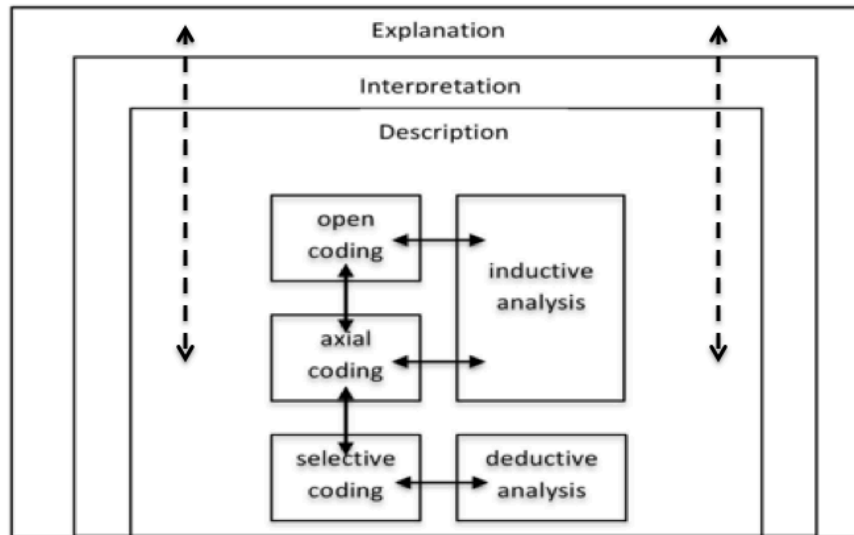 Explanation
Interpretation
Description
open
coding
inductive
analysis
axial
coding
selective
coding
deductive
analysis